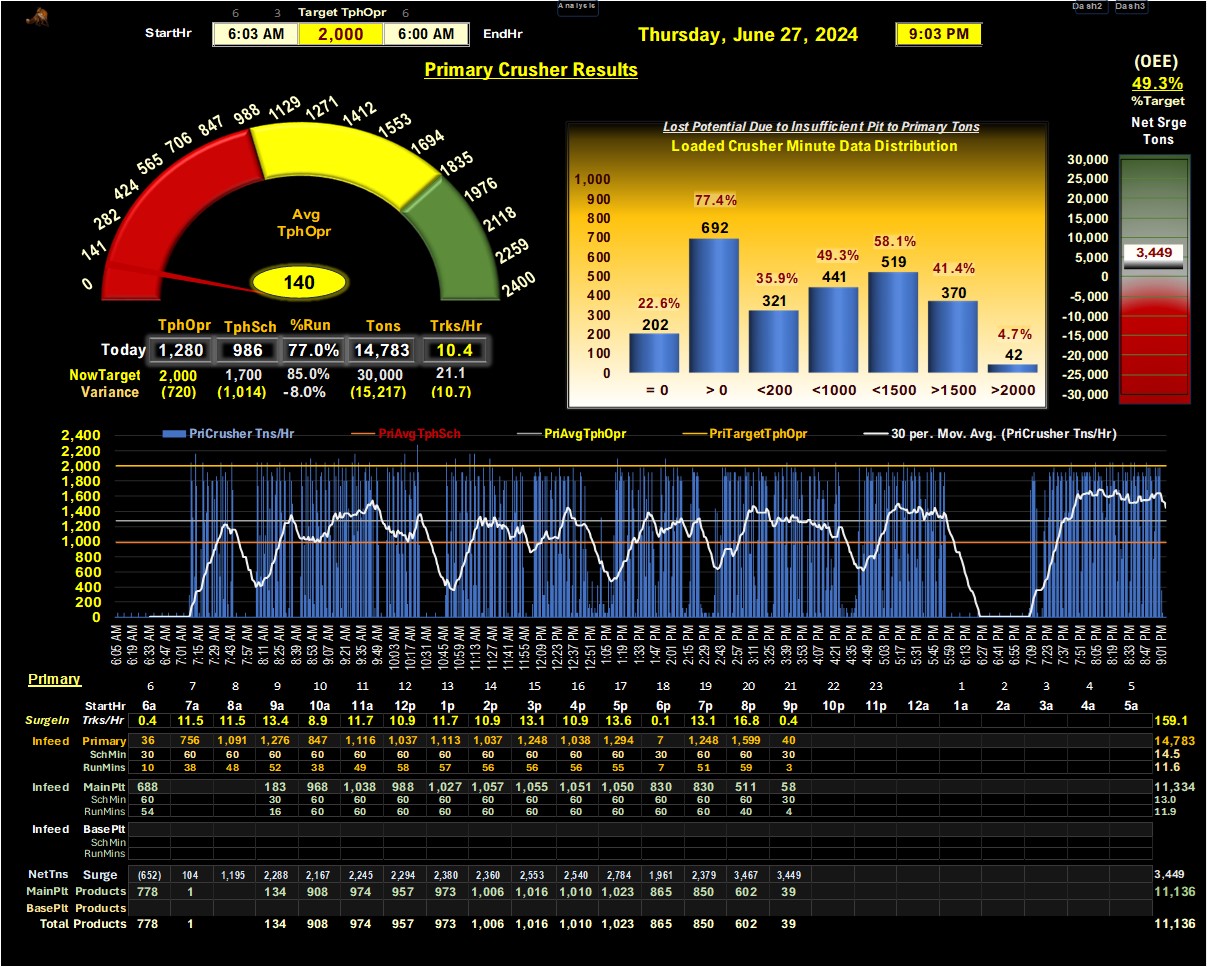 6 3 Target TphOpr 6
Analysis
Dash2 Dash3
StartHr 6:03 AM 2,000 6:00 AM EndHr
Thursday, June 27, 2024
9:03 PM
Primary Crusher Results
(OEE)
49.3%
%Target
Net Srge
Tons
0 141 282 424 565 706 847 988 1129 1271 1412 1553 1694 1835 1976 2118 2259 2400
Avg
TphOpr
140
TphOpr TphSch %Run Tons Trks/Hr
Today 1,280 986 77.0% 14,783 10.4
NowTarget 2,000 1,700 85.0% 30,000 21.1
Variance (720) (1,014) -8.0% (15,217) (10.7)
Lost Potential Due to Insufficient Pit to Primary Tons
Loaded Crusher Minute Data Distribution
1,000
900
800
700
600
500
400
300
200
100
0
22.6% 77.4% 35.9% 49.3% 58.1% 41.4% 4.7%
202 692 321 441 519 370 42
= 0 > 0 <200 <1000 <1500 >1500 >2000
30,000
25,000
20,000
15,000
10,000
5,000
0
-5,000
-10,000
-15,000
-20,000
-25,000
-30,000
3,449
PriCrusher Tns/Hr PriAvgTphSch PriAvgTphOpr PriTargetTphOpr 30 per. Mov. Avg. (PriCrusher Tns/Hr)
2,400
2,200
2,000
1,800
1,600
1,400
1,200
1,000
800
600
400
200
0
6:05 AM 6:19 AM 6:33 AM 6:47 AM 7:01 AM 7:15 AM 7:29 AM 7:43 AM 7:57 AM 8:11 AM 8:25 AM 8:39 AM 8:53 AM 9:07 AM 9:21 AM 9:35 AM 9:49 AM 10:03 AM 10:17 AM 10:31 AM 10:45 AM 10:59 AM 11:13 AM 11:27 AM 11:41 AM 11:55 AM 12:09 PM 12:23 PM 12:37 PM 12:51 PM 1:05 PM 1:19 PM 1:33 PM 1:47 PM 2:01 PM 2:15 PM 2:29 PM 2:43 PM 2:57 PM 3:11 PM 3:25 PM 3:39 PM 3:53 PM 4:07 PM 4:21 PM 4:35 PM 4:49 PM 5:03 PM 5:17 PM 5:31 PM 5:45 PM 5:59 PM 6:13 PM 6:27 PM 6:41 PM 6:55 PM 7:09 PM 7:23 PM 7:37 PM 7:51 PM 8:05 PM 8:19 PM 8:33 PM 8:47 PM 9:01 PM
Primary 6 7 8 9 10 11 12 13 14 15 16 17 18 19 20 21 22 23 1 2 3 4 5
StartHr 6a 7a 8a 9a 10a 11a 12p 1p 2p 3p 4p 5p 6p 7p 8p 9p 10p 11p 12a 1a 2a 3a 4a 5a
SurgeIn Trks/Hr 0.4 11.5 11.5 13.4 8.9 11.7 10.9 11.7 10.9 13.1 10.9 13.6 0.1 13.1 16.8 0.4 159.1
Infeed Primary 36 756 1,091 1,276 847 1,116 1,037 1,113 1,037 1,248 1,038 1,294 7 1,248 1,599 40 14,783
SchMin 30 60 60 60 60 60 60 60 60 60 60 60 30 60 60 30 14.5
RunMins 10 38 48 52 38 49 58 57 56 56 56 55 7 51 59 3 11.6
Infeed MainPlt 688 183 968 1,038 988 1,027 1,057 1,055 1,051 1,050 830 830 511 58 11,334
SchMin 60 30 60 60 60 60 60 60 60 60 60 60 60 30 13.0
RunMins 54 16 60 60 60 60 60 60 60 60 60 60 40 4 11.9
Infeed BasePlt
SchMin
RunMins
NetTns Surge (652) 104 1,195 2,288 2,167 2,245 2,294 2,380 2,360 2,553 2,540 2,784 1,961 2,379 3,467 3,449 3,449
MainPlt Products 778 1 134 908 974 957 973 1,006 1,016 1,010 1,023 865 850 602 39 11,136
BasePlt Products
Total Products 778 1 134 908 974 957 973 1,006 1,016 1,010 1,023 865 850 602 39 11,136